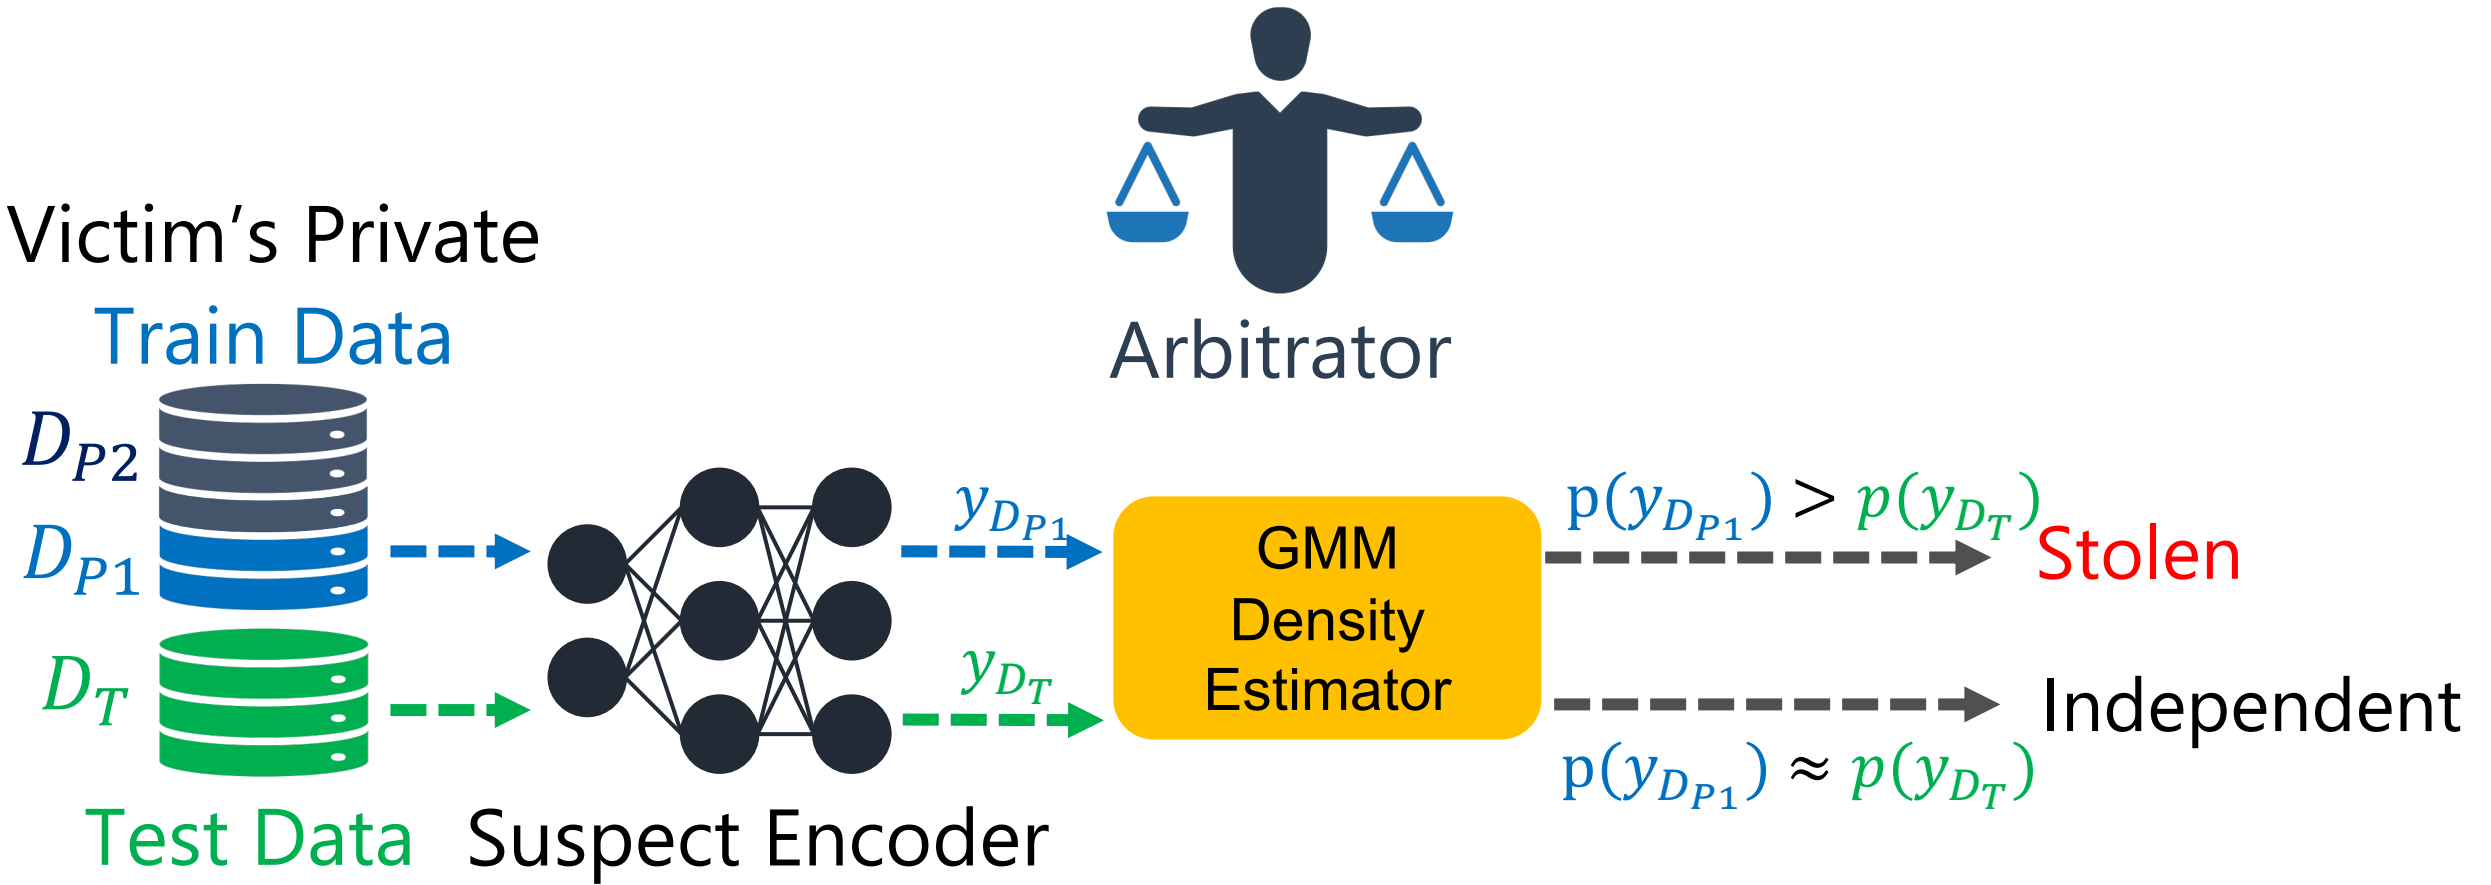 Victim‘s Private
Train Data
D_{P2}
D_{P1}
D_T
Test Data
Suspect Encoder
y_{D_{P1}}
y_{D_T}
Arbitrator
GMM
Density
Estimator
p(y_{D_{P1}}) > p(y_{D_T})
Stolen
Independent
p(y_{D_{P1}}) ≈ p(y_{D_T})